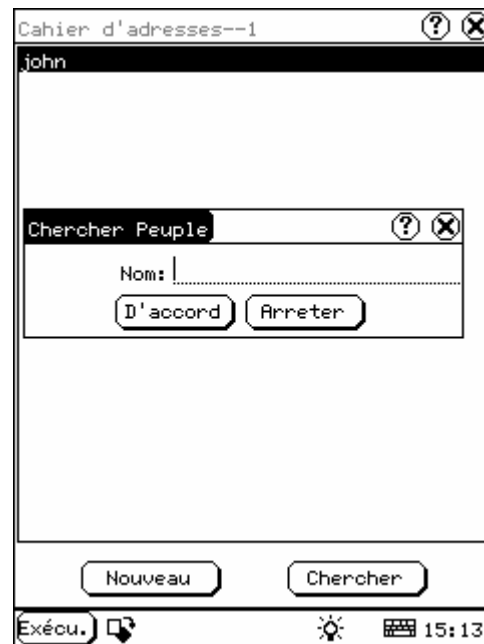 Cahier d'adresses--1
john
Chercher Peuple
Nom:
D'accord Arreter
Nouveau Chercher
Exécu. 15:13